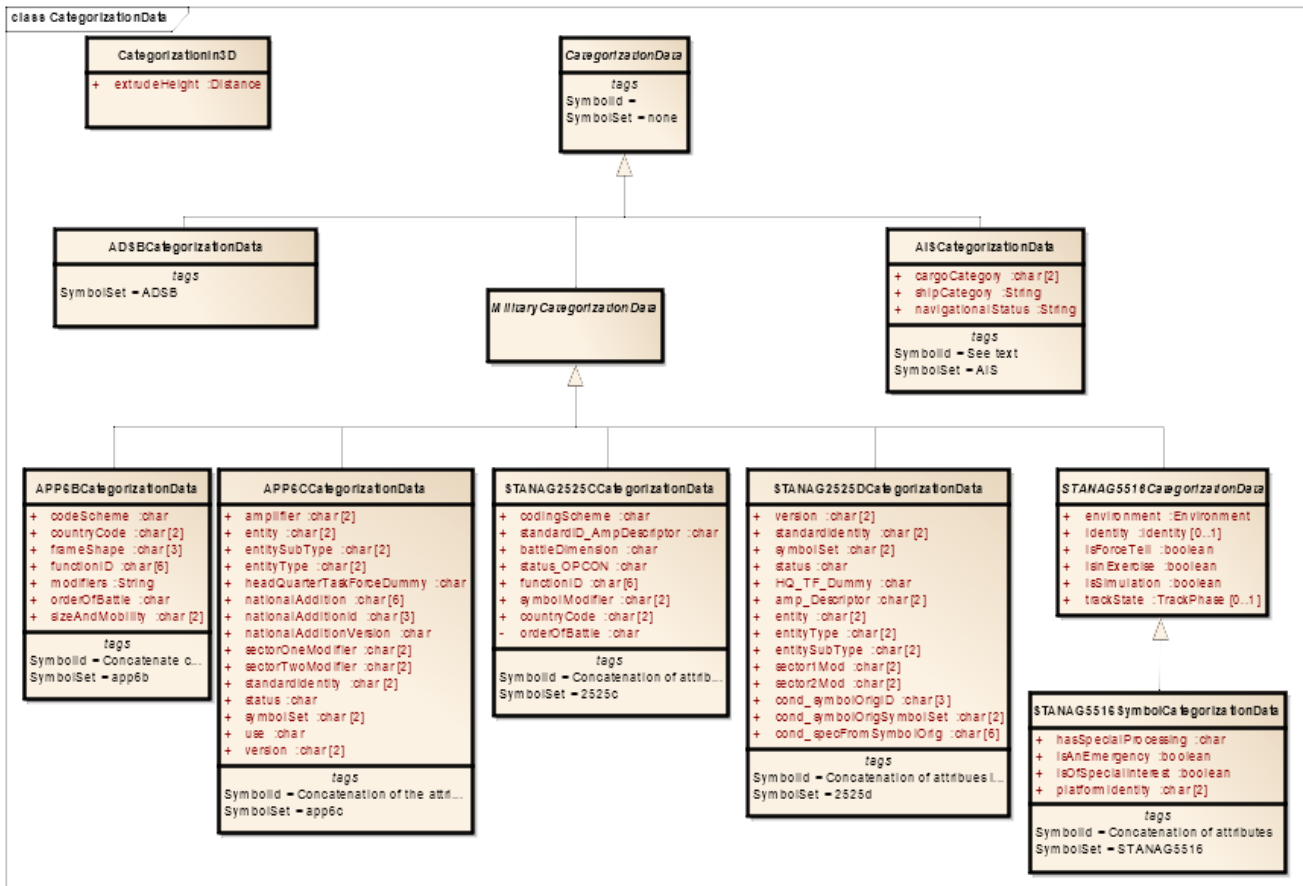 class CategorizationData
CategorizationIn3D
+ extrudeHeight :Distance
CategorizationData
tags
SymbolId =
SymbolSet = none
ADSBCategorizationData
tags
SymbolSet = ADSB
MilitaryCategorizationData
AISCategorizationData
+ cargoCategory :char [2]
+ shipCategory :String
+ navigationalStatus :String
tags
SymbolId = See text
SymbolSet = AIS
APP6BCategorizationData
+ codeScheme :char
+ countryCode :char [2]
+ frameShape :char [3]
+ functionID :char [6]
+ modifiers :String
+ orderOfBattle :char
+ sizeAndMobility :char [2]
tags
SymbolId = Concatenate c...
SymbolSet = app6b
APP6CCategorizationData
+ amplifier :char [2]
+ entity :char [2]
+ entitySubType :char [2]
+ entityType :char [2]
+ headQuarterTaskForceDummy :char
+ nationalAddition :char [6]
+ nationalAdditionId :char [3]
+ nationalAdditionVersion :char
+ sectorOneModifier :char [2]
+ sectorTwoModifier :char [2]
+ standardIdentity :char [2]
+ status :char
+ symbolSet :char [2]
+ use :char
+ version :char [2]
tags
SymbolId = Concatenation of the attri...
SymbolSet = app6c
STANAG2525CCategorizationData
+ codingScheme :char
+ standardID_AmpDescriptor :char
+ battleDimension :char
+ status_OPCON :char
+ functionID :char [6]
+ symbolModifier :char [2]
+ countryCode :char [2]
- orderOfBattle :char
tags
SymbolId = Concatenation of attrib...
SymbolSet = 2525c
STANAG2525DCategorizationData
+ version :char [2]
+ standardIdentity :char [2]
+ symbolSet :char [2]
+ status :char
+ HQ_TF_Dummy :char
+ amp_Descriptor :char [2]
+ entity :char [2]
+ entityType :char [2]
+ entitySubType :char [2]
+ sector1Mod :char [2]
+ sector2Mod :char [2]
+ cond_symbolOrigID :char [3]
+ cond_symbolOrigSymbolSet :char [2]
+ cond_specFromSymbolOrig :char [6]
tags
SymbolId = Concatenation of attribues i...
SymbolSet = 2525d
STANAG5516CategorizationData
+ environment :Environment
+ identity :Identity [0..1]
+ isForceTell :boolean
+ isInExercise :boolean
+ isSimulation :boolean
+ trackState :TrackPhase [0..1]
STANAG5516SymbolCategorizationData
+ hasSpecialProcessing :char
+ isAnEmergency :boolean
+ isOfSpecialInterest :boolean
+ platformIdentity :char [2]
tags
SymbolId = Concatenation of attributes
SymbolSet = STANAG5516